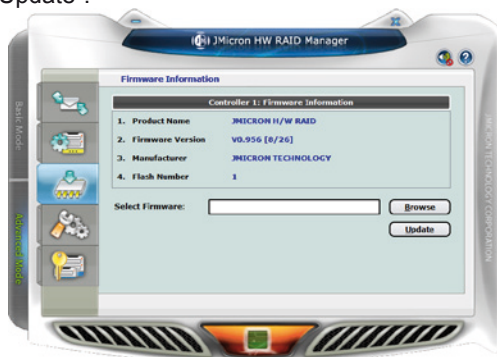 Update".
JMicron HW RAID Manager
Firmware Information
Controller 1: Firmware Information
1. Product Name JMICRON H/W RAID
2. Firmware Version V0.956 [0/26]
3. Manufacturer JMICRON TECHNOLOGY
4. Flash Number 1
Select Firmware: Browse
Update
Basic Mode
Advanced Mode
JMICRON TECHNOLOGY CORPORATION